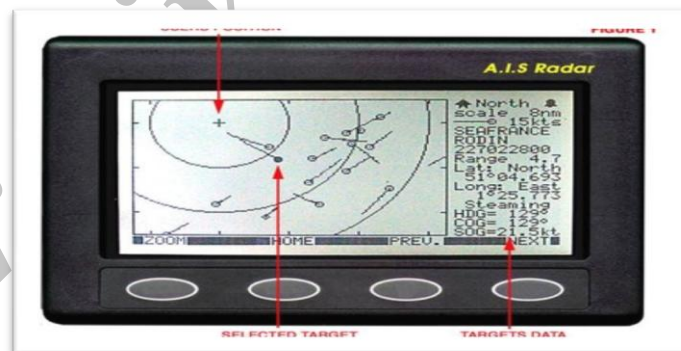 USERS POSITION
FIGURE 1
A.I.S Radar
North
scale 8nm
15kts
SEAFRANCE
RODIN
227022800
Range 4.7
Lat: North
51°04.693
Long: East
1°25.773
Steaming
HDG= 129°
COG= 129°
SOG=21.5kt
ZOOM HOME PREV. NEXT
SELECTED TARGET TARGETS DATA